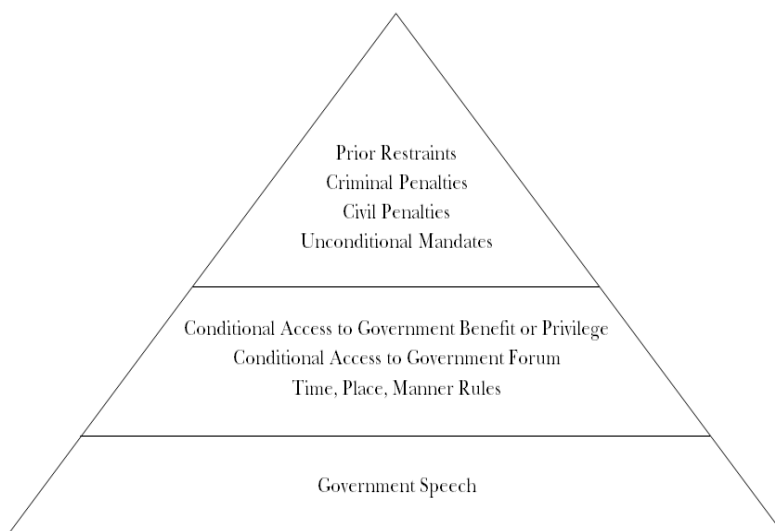 Prior Restraints
Criminal Penalties
Civil Penalties
Unconditional Mandates
Conditional Access to Government Benefit or Privilege
Conditional Access to Government Forum
Time, Place, Manner Rules
Government Speech